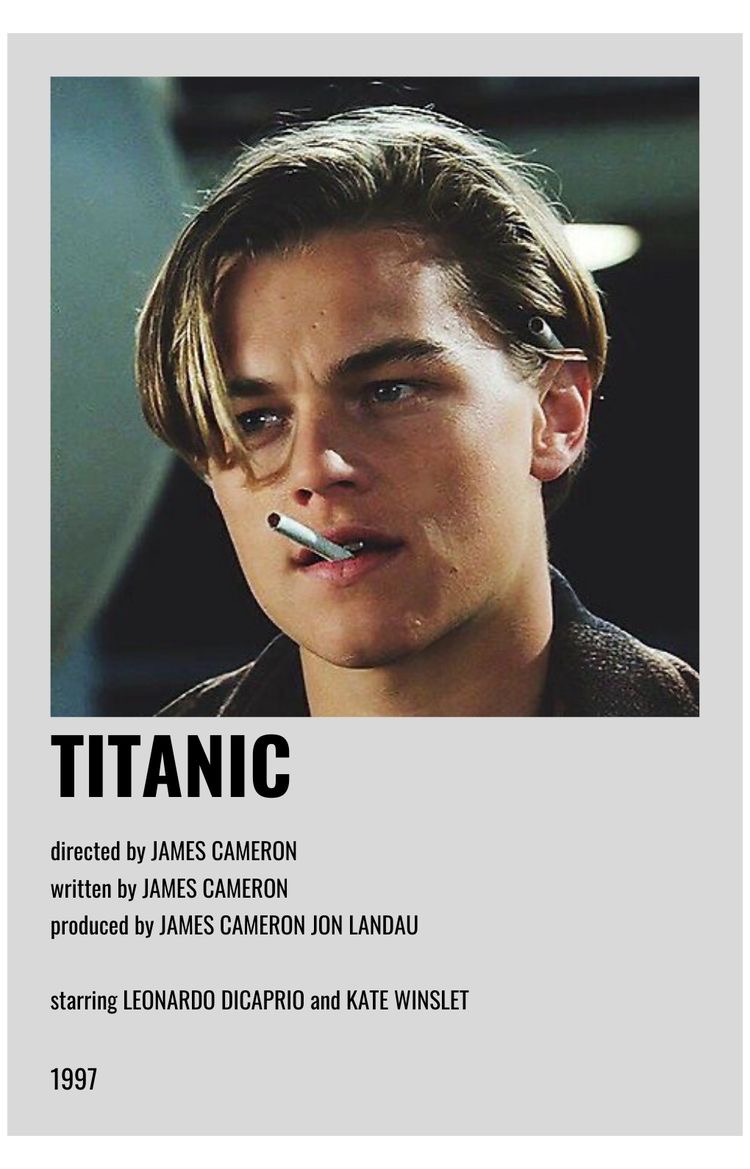 TITANIC
directed by JAMES CAMERON
written by JAMES CAMERON
produced by JAMES CAMERON JON LANDAU
starring LEONARDO DICAPRIO and KATE WINSLET
1997